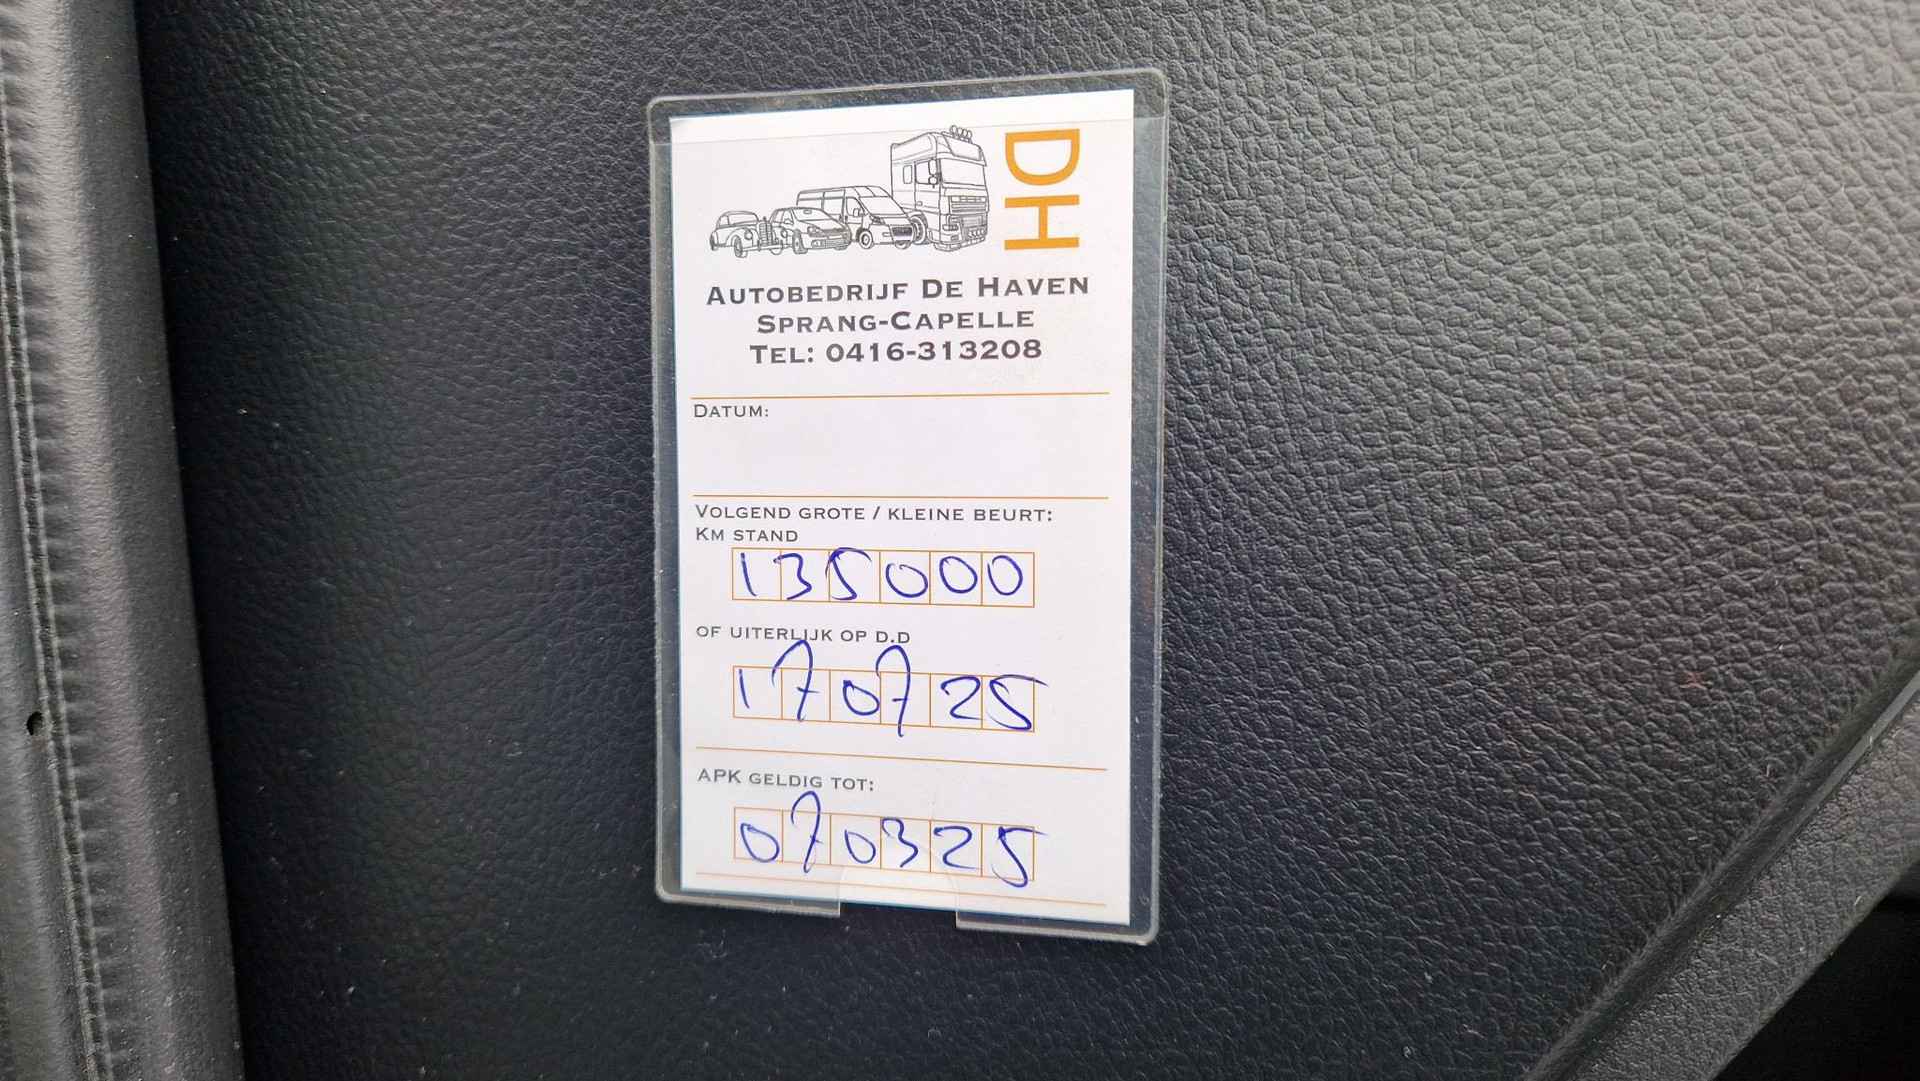 DH
AUTOBEDRIJF DE HAVEN
SPRANG-CAPELLE
TEL: 0416-313208
DATUM:
VOLGEND GROTE / KLEINE BEURT:
KM STAND
135000
OF UITERLIJK OP D.D
170725
APK GELDIG TOT:
070325